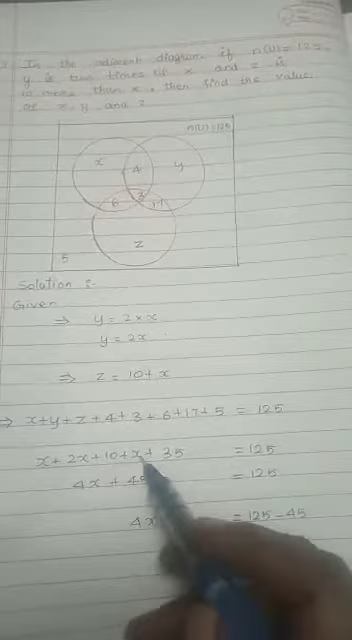 In the adjacent diagram, if n(U) = 125,
y is two times of x and z is
10 more than x, then find the value
of x, y and z
n(U) = 125
x
4
y
6
3
17
z
5
Solution :-
Given
⇒ y = 2 × x
y = 2x
⇒ z = 10 + x
⇒ x + y + z + 4 + 3 + 6 + 17 + 5 = 125
x + 2x + 10 + x + 35 = 125
4x + 45 = 125
4x = 125 - 45